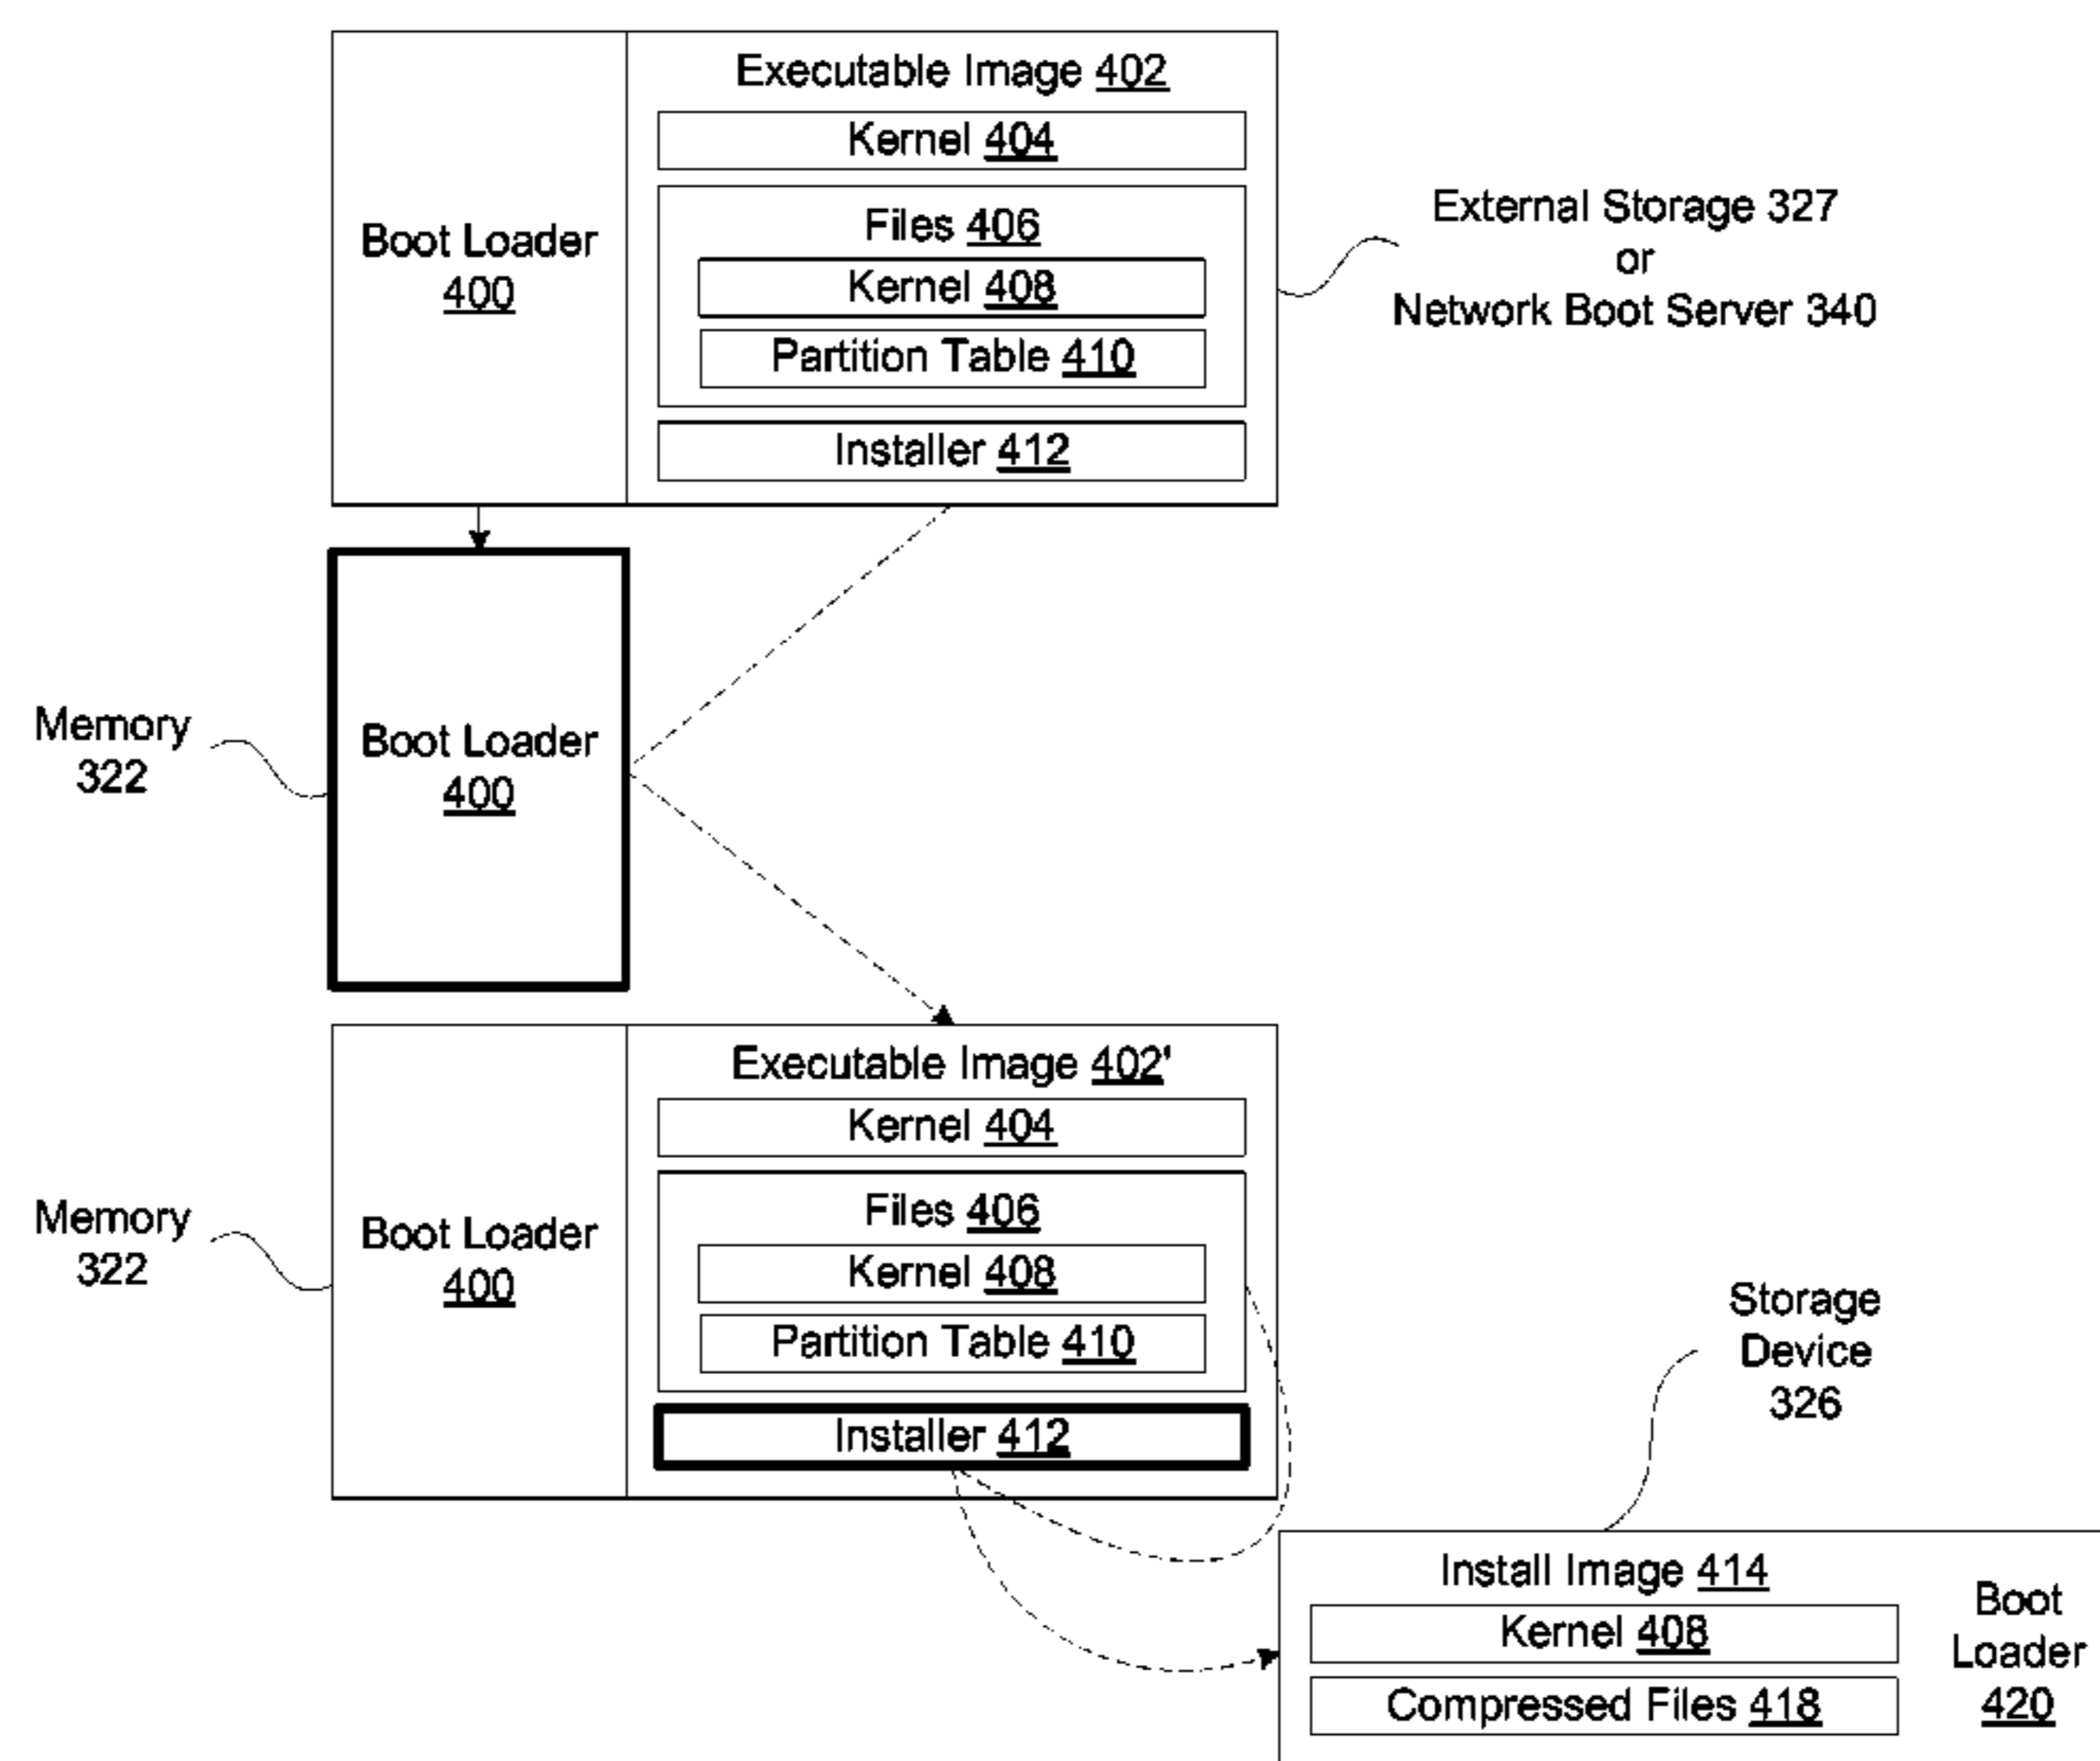 Executable Image 402
Kernel 404
Files 406
Kernel 408
Partition Table 410
Installer 412
Boot Loader
400
External Storage 327
or
Network Boot Server 340
Memory
322
Boot Loader
400
Executable Image 402'
Kernel 404
Files 406
Kernel 408
Partition Table 410
Installer 412
Boot Loader
400
Memory
322
Storage
Device
326
Install Image 414
Kernel 408
Compressed Files 418
Boot
Loader
420